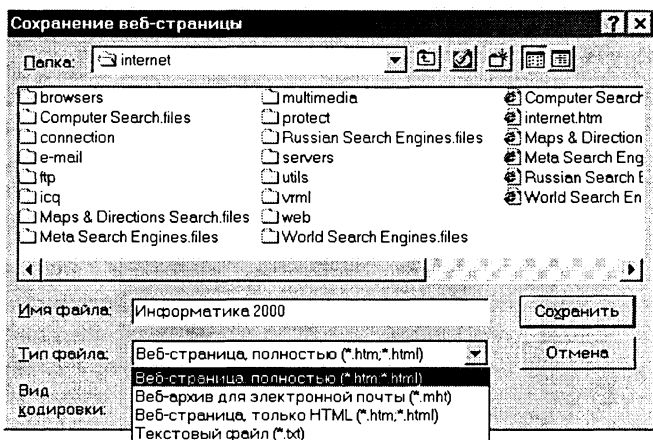 Сохранение веб-страницы
Папка: internet
browsers
Computer Search.files
connection
e-mail
ftp
icq
Maps & Directions Search.files
Meta Search Engines.files
multimedia
protect
Russian Search Engines.files
servers
utils
vrml
web
World Search Engines.files
Computer Search
internet.htm
Maps & Direction
Meta Search Eng
Russian Search E
World Search En
Имя файла: Информатика 2000 Сохранить
Тип файла: Веб-страница, полностью (*.htm;*.html) Отмена
Веб-страница, полностью (*.htm;*.html)
Вид кодировки:
Веб-архив для электронной почты (*.mht)
Веб-страница, только HTML (*.htm;*.html)
Текстовый файл (*.txt)